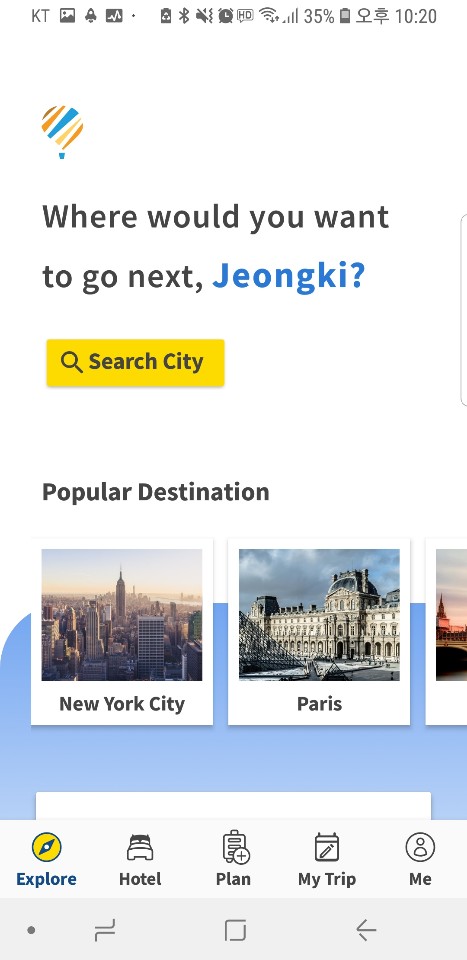 KT 35% 오후 10:20
HD
Where would you want
to go next, Jeongki?
Search City
Popular Destination
New York City
Paris
Explore
Hotel
Plan
My Trip
Me